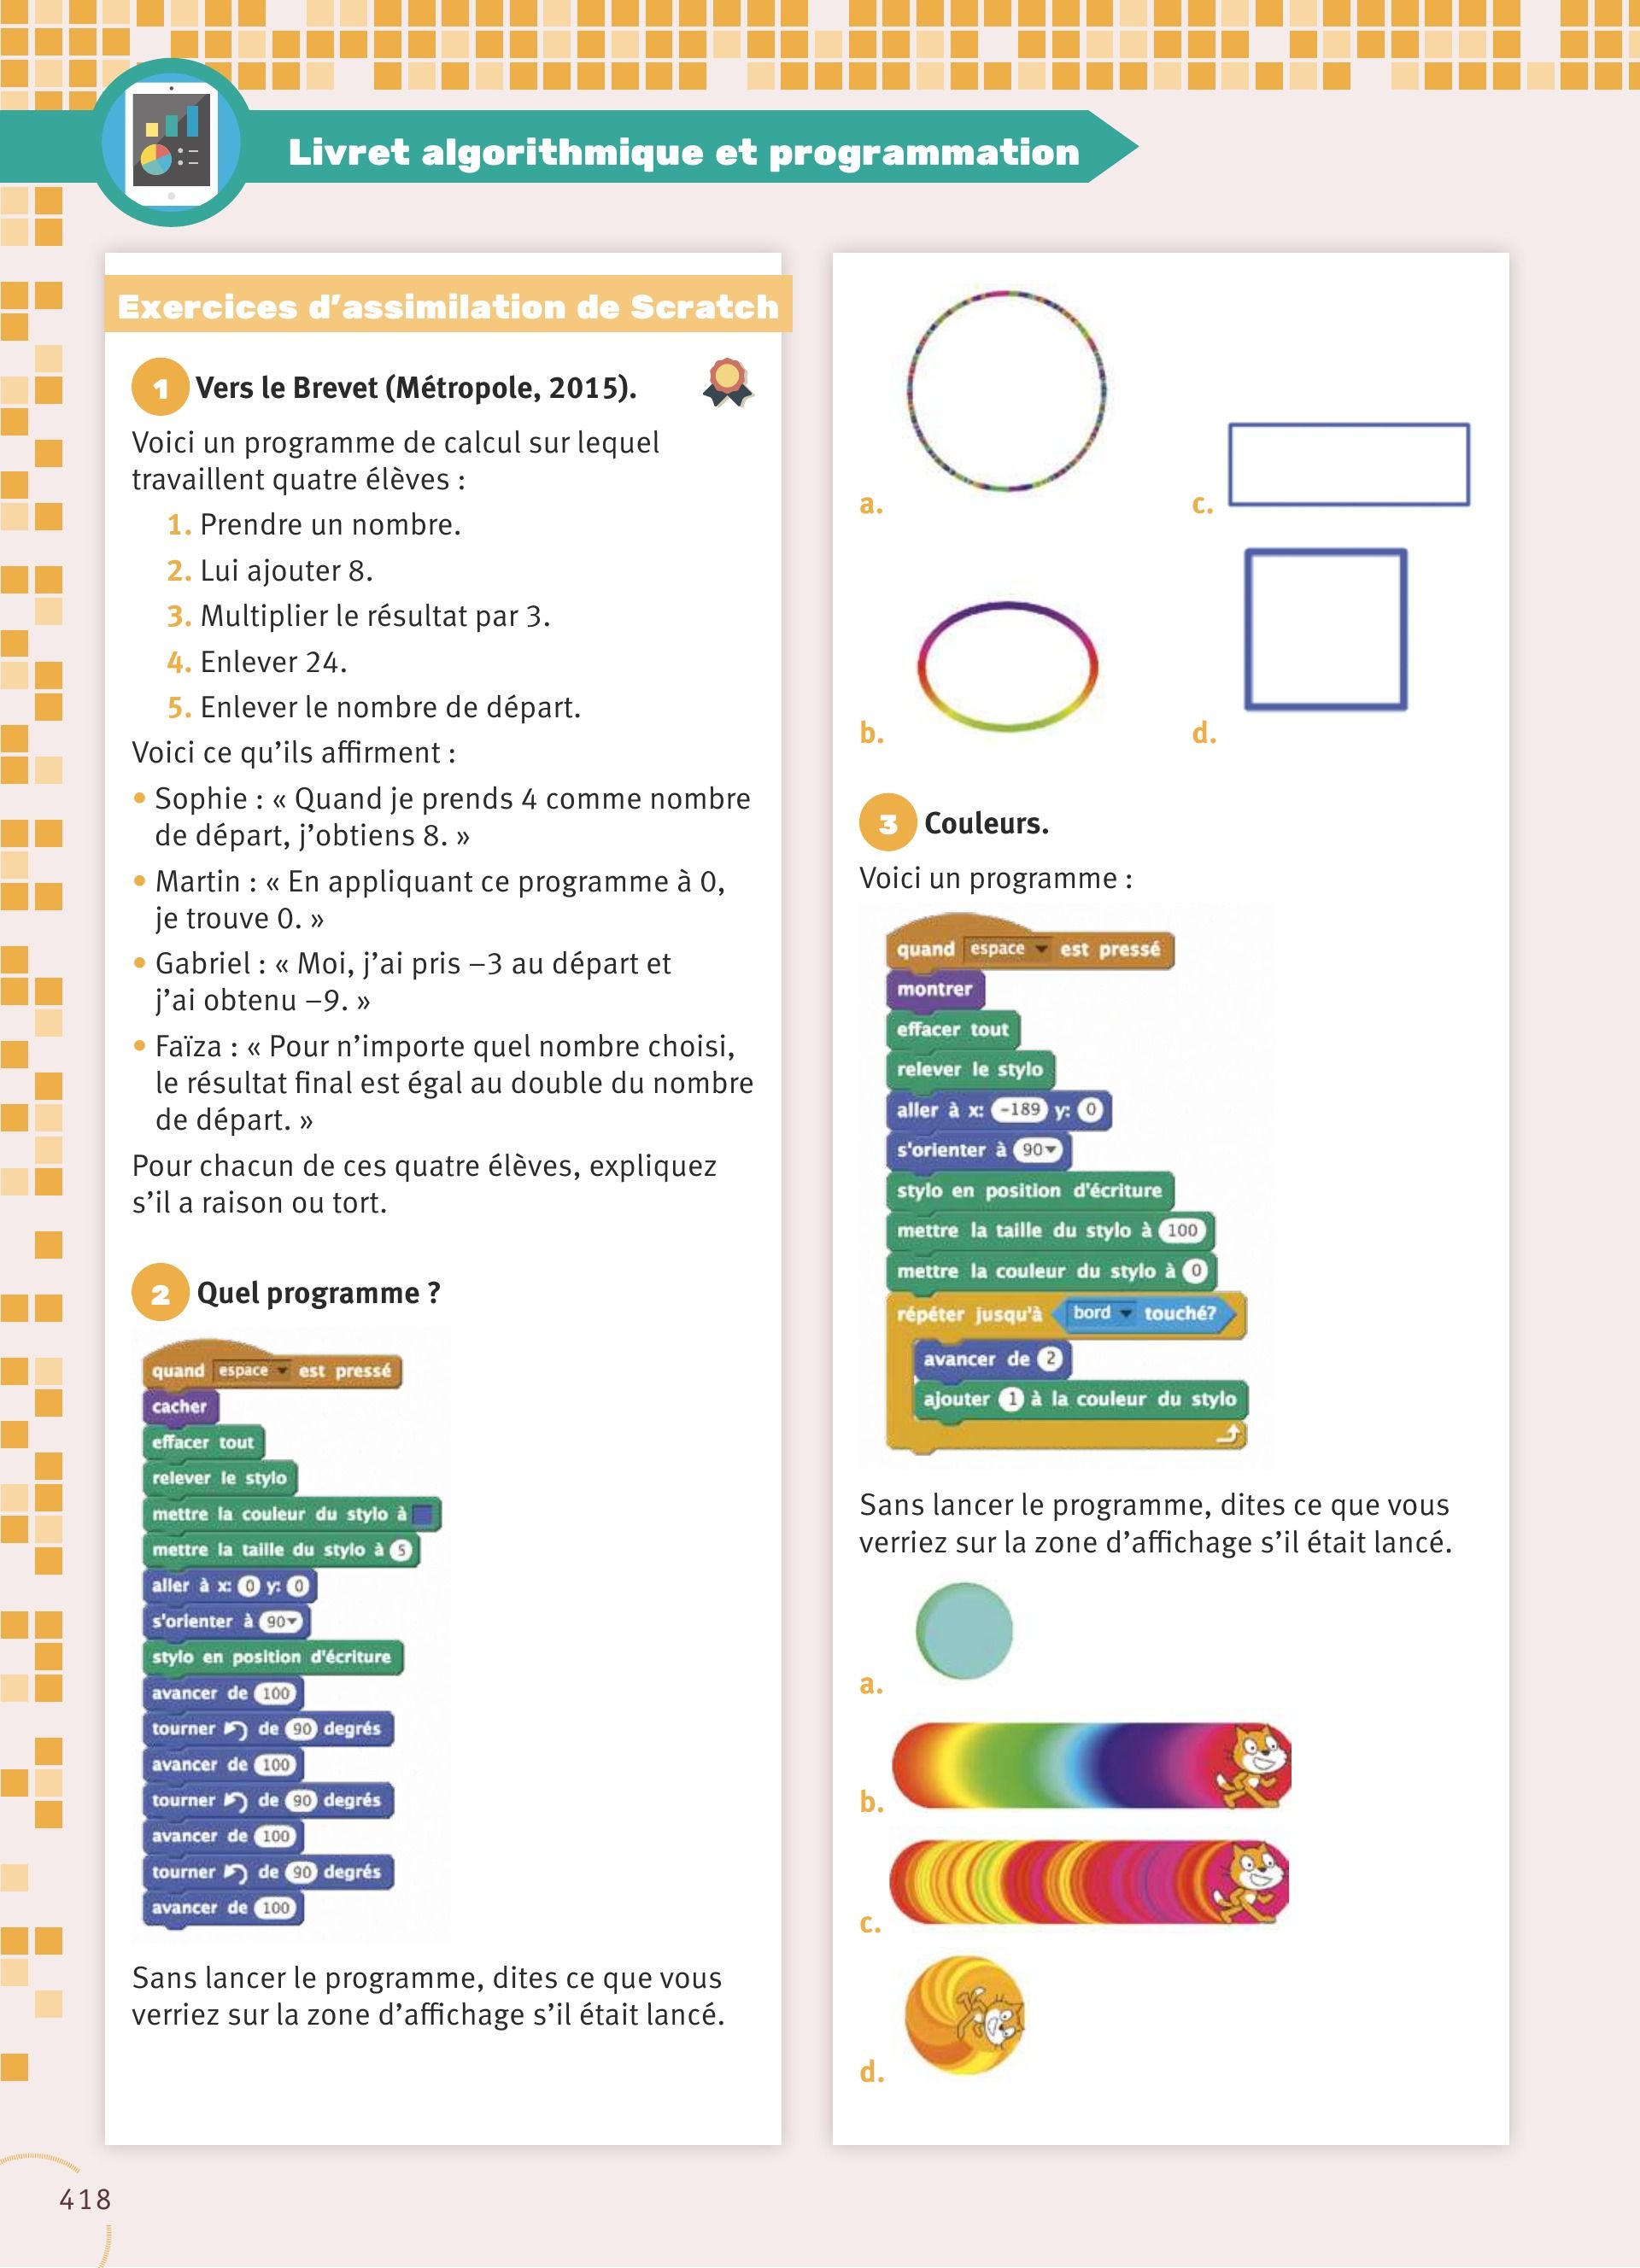 Livret algorithmique et programmation
Exercices d’assimilation de Scratch
1 Vers le Brevet (Métropole, 2015).
Voici un programme de calcul sur lequel
travaillent quatre élèves :
1. Prendre un nombre.
2. Lui ajouter 8.
3. Multiplier le résultat par 3.
4. Enlever 24.
5. Enlever le nombre de départ.
Voici ce qu’ils affirment :
• Sophie : « Quand je prends 4 comme nombre
de départ, j’obtiens 8. »
• Martin : « En appliquant ce programme à 0,
je trouve 0. »
• Gabriel : « Moi, j’ai pris –3 au départ et
j’ai obtenu –9. »
• Faïza : « Pour n’importe quel nombre choisi,
le résultat final est égal au double du nombre
de départ. »
Pour chacun de ces quatre élèves, expliquez
s’il a raison ou tort.
2 Quel programme ?
quand espace est pressé
cacher
effacer tout
relever le stylo
mettre la couleur du stylo à
mettre la taille du stylo à 5
aller à x: 0 y: 0
s'orienter à 90
stylo en position d'écriture
avancer de 100
tourner de 90 degrés
avancer de 100
tourner de 90 degrés
avancer de 100
tourner de 90 degrés
avancer de 100
Sans lancer le programme, dites ce que vous
verriez sur la zone d’affichage s’il était lancé.
a.
c.
b.
d.
3 Couleurs.
Voici un programme :
quand espace est pressé
montrer
effacer tout
relever le stylo
aller à x: -189 y: 0
s'orienter à 90
stylo en position d'écriture
mettre la taille du stylo à 100
mettre la couleur du stylo à 0
répéter jusqu'à bord touché?
avancer de 2
ajouter 1 à la couleur du stylo
Sans lancer le programme, dites ce que vous
verriez sur la zone d’affichage s’il était lancé.
a.
b.
c.
d.
418